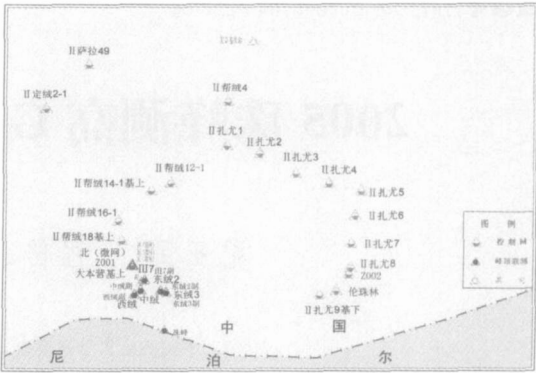 II萨拉49
II定绒2-1
II帮绒4
II扎尤1
II扎尤2
II扎尤3
II帮绒12-1
II扎尤4
II帮绒14-1基上
II扎尤5
II帮绒16-1
II扎尤6
II帮绒18基上
II扎尤7
北(微网)
Z001
大本营基上
III7
II扎尤8
Z002
东绒2
伦珠林
西绒
中绒
东绒3
II扎尤9基下
中
国
尼
泊
尔
图 例